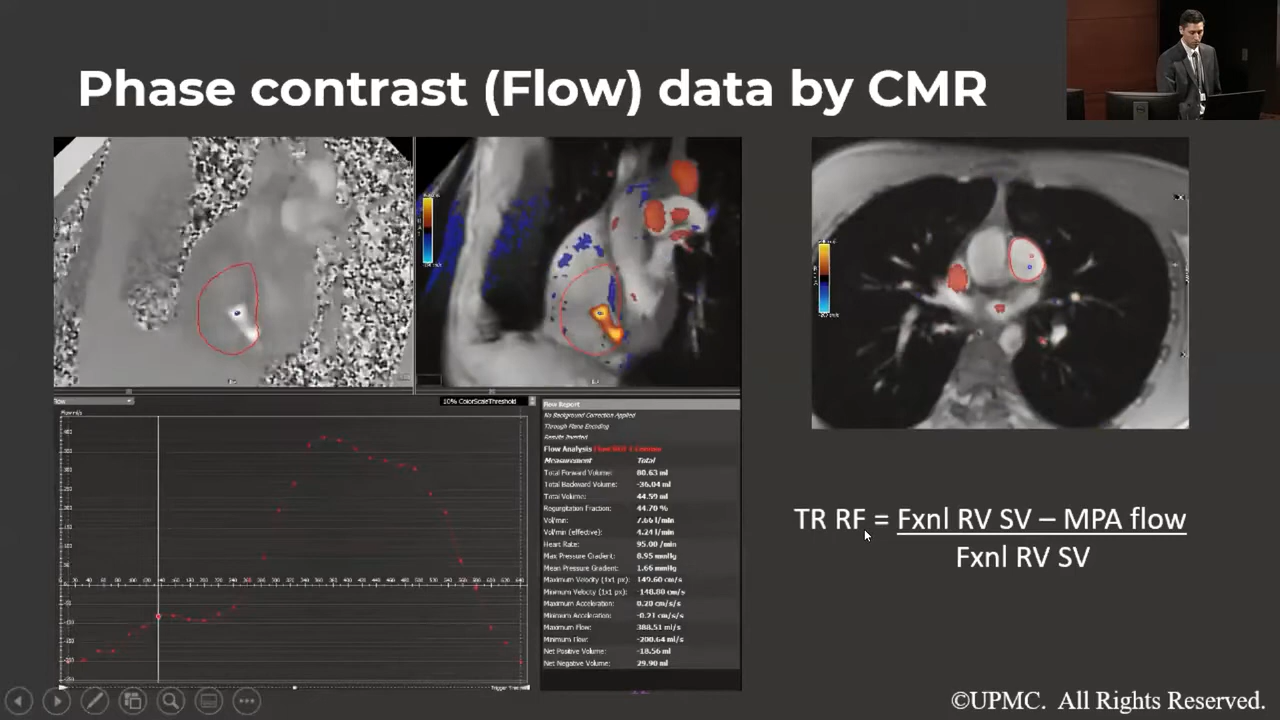 Phase contrast (Flow) data by CMR
Flow
10% ColorScaleThreshold
Flow Report
No Background Correction Applied
Through Plane Encoding
Results Inverted
Flow Analysis
Measurement Total
Total Forward Volume: 80.63 ml
Total Backward Volume: -36.04 ml
Total Volume: 44.59 ml
Regurgitation Fraction: 44.70 %
Vol/min: 7.66 l/min
Vol/min (effective): 4.24 l/min
Heart Rate: 95.00 /min
Max Pressure Gradient: 8.95 mmHg
Mean Pressure Gradient: 1.66 mmHg
Maximum Velocity (1x1 px): 149.60 cm/s
Minimum Velocity (1x1 px): -148.80 cm/s
Maximum Acceleration: 0.20 cm/s/s
Minimum Acceleration: -0.21 cm/s/s
Maximum Flow: 388.51 ml/s
Minimum Flow: -200.64 ml/s
Net Positive Volume: -18.56 ml
Net Negative Volume: 29.90 ml
TR RF = Fxnl RV SV – MPA flow
Fxnl RV SV
©UPMC. All Rights Reserved.